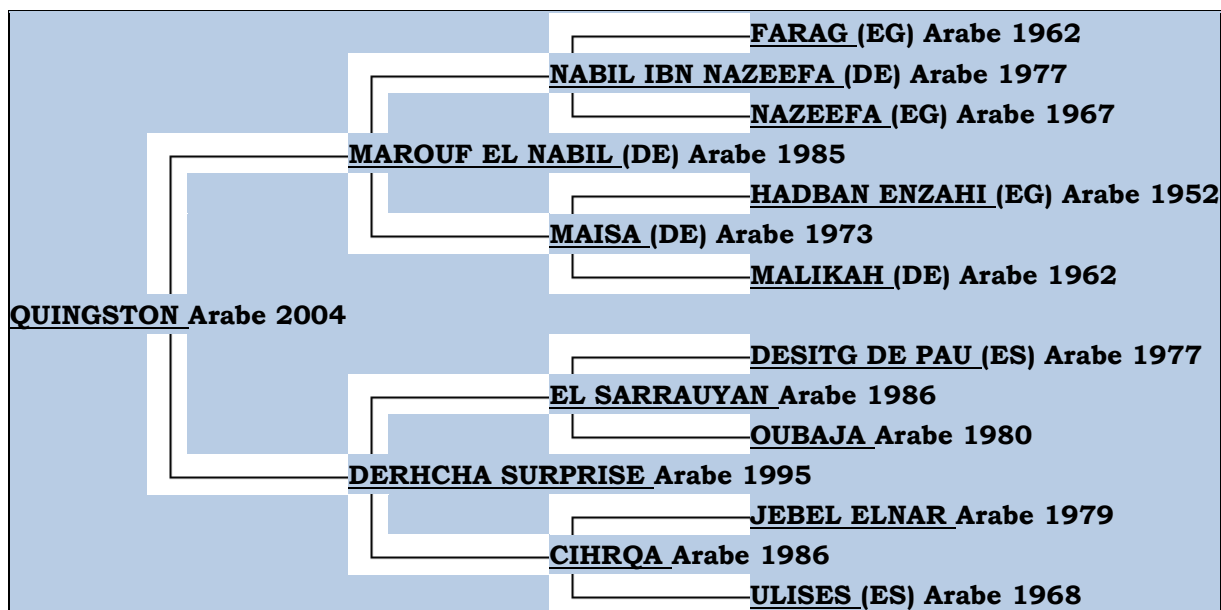 FARAG (EG) Arabe 1962
NABIL IBN NAZEEFA (DE) Arabe 1977
NAZEEFA (EG) Arabe 1967
MAROUF EL NABIL (DE) Arabe 1985
HADBAN ENZAHI (EG) Arabe 1952
MAISA (DE) Arabe 1973
MALIKAH (DE) Arabe 1962
QUINGSTON Arabe 2004
DESITG DE PAU (ES) Arabe 1977
EL SARRAUYAN Arabe 1986
OUBAJA Arabe 1980
DERHCHA SURPRISE Arabe 1995
JEBEL ELNAR Arabe 1979
CIHRQA Arabe 1986
ULISES (ES) Arabe 1968